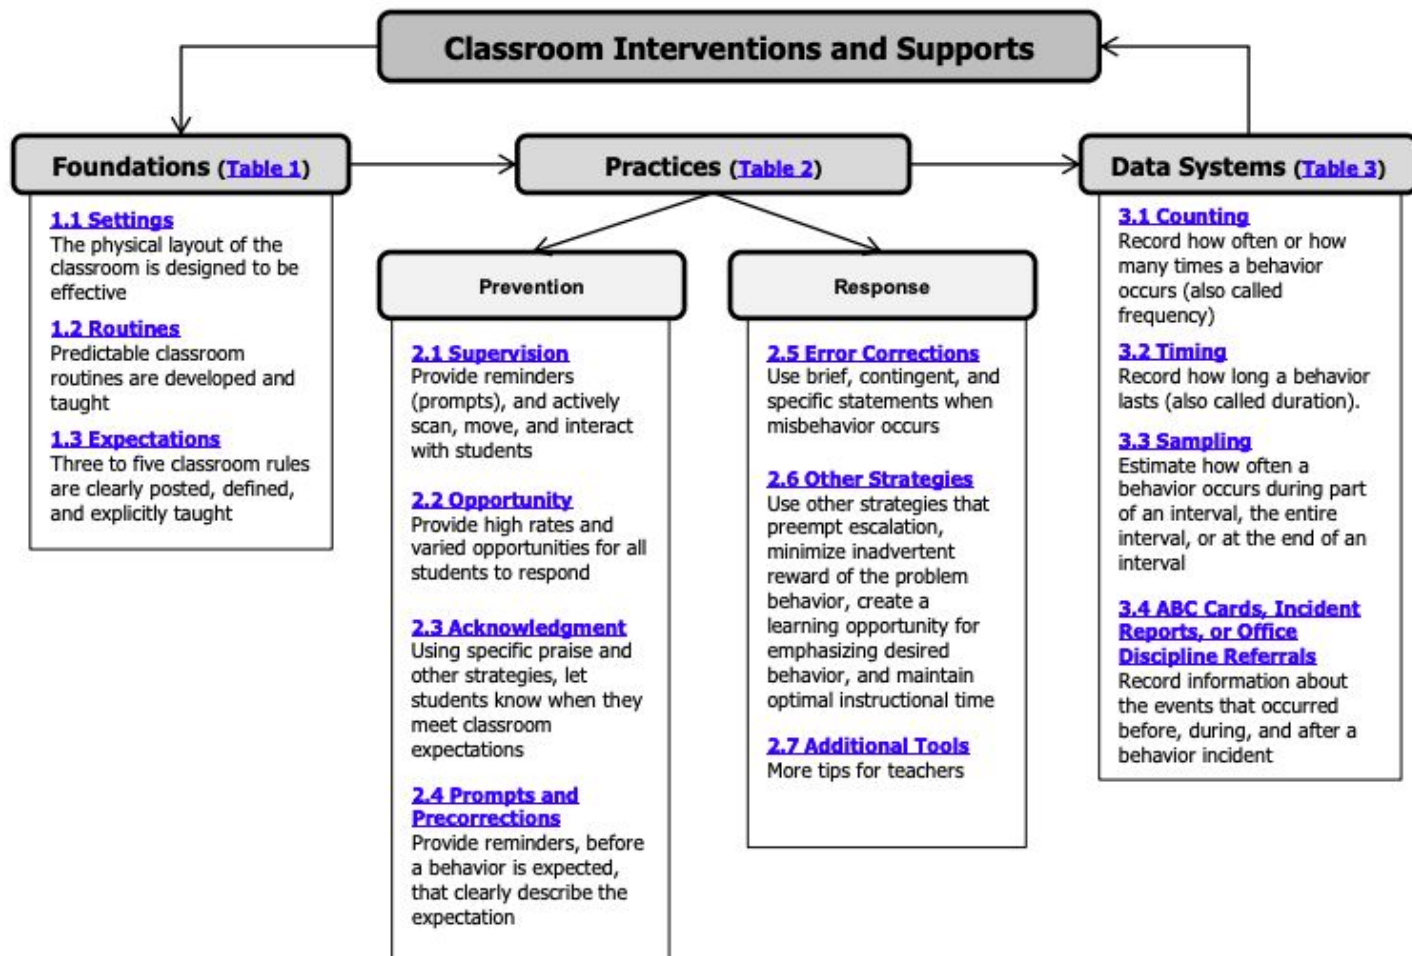 Classroom Interventions and Supports
Foundations (Table 1)
1.1 Settings
The physical layout of the
classroom is designed to be
effective
1.2 Routines
Predictable classroom
routines are developed and
taught
1.3 Expectations
Three to five classroom rules
are clearly posted, defined,
and explicitly taught
Practices (Table 2)
Prevention
2.1 Supervision
Provide reminders
(prompts), and actively
scan, move, and interact
with students
2.2 Opportunity
Provide high rates and
varied opportunities for all
students to respond
2.3 Acknowledgment
Using specific praise and
other strategies, let
students know when they
meet classroom
expectations
2.4 Prompts and
Precorrections
Provide reminders, before
a behavior is expected,
that clearly describe the
expectation
Response
2.5 Error Corrections
Use brief, contingent, and
specific statements when
misbehavior occurs
2.6 Other Strategies
Use other strategies that
preempt escalation,
minimize inadvertent
reward of the problem
behavior, create a
learning opportunity for
emphasizing desired
behavior, and maintain
optimal instructional time
2.7 Additional Tools
More tips for teachers
Data Systems (Table 3)
3.1 Counting
Record how often or how
many times a behavior
occurs (also called
frequency)
3.2 Timing
Record how long a behavior
lasts (also called duration).
3.3 Sampling
Estimate how often a
behavior occurs during part
of an interval, the entire
interval, or at the end of an
interval
3.4 ABC Cards, Incident
Reports, or Office
Discipline Referrals
Record information about
the events that occurred
before, during, and after a
behavior incident